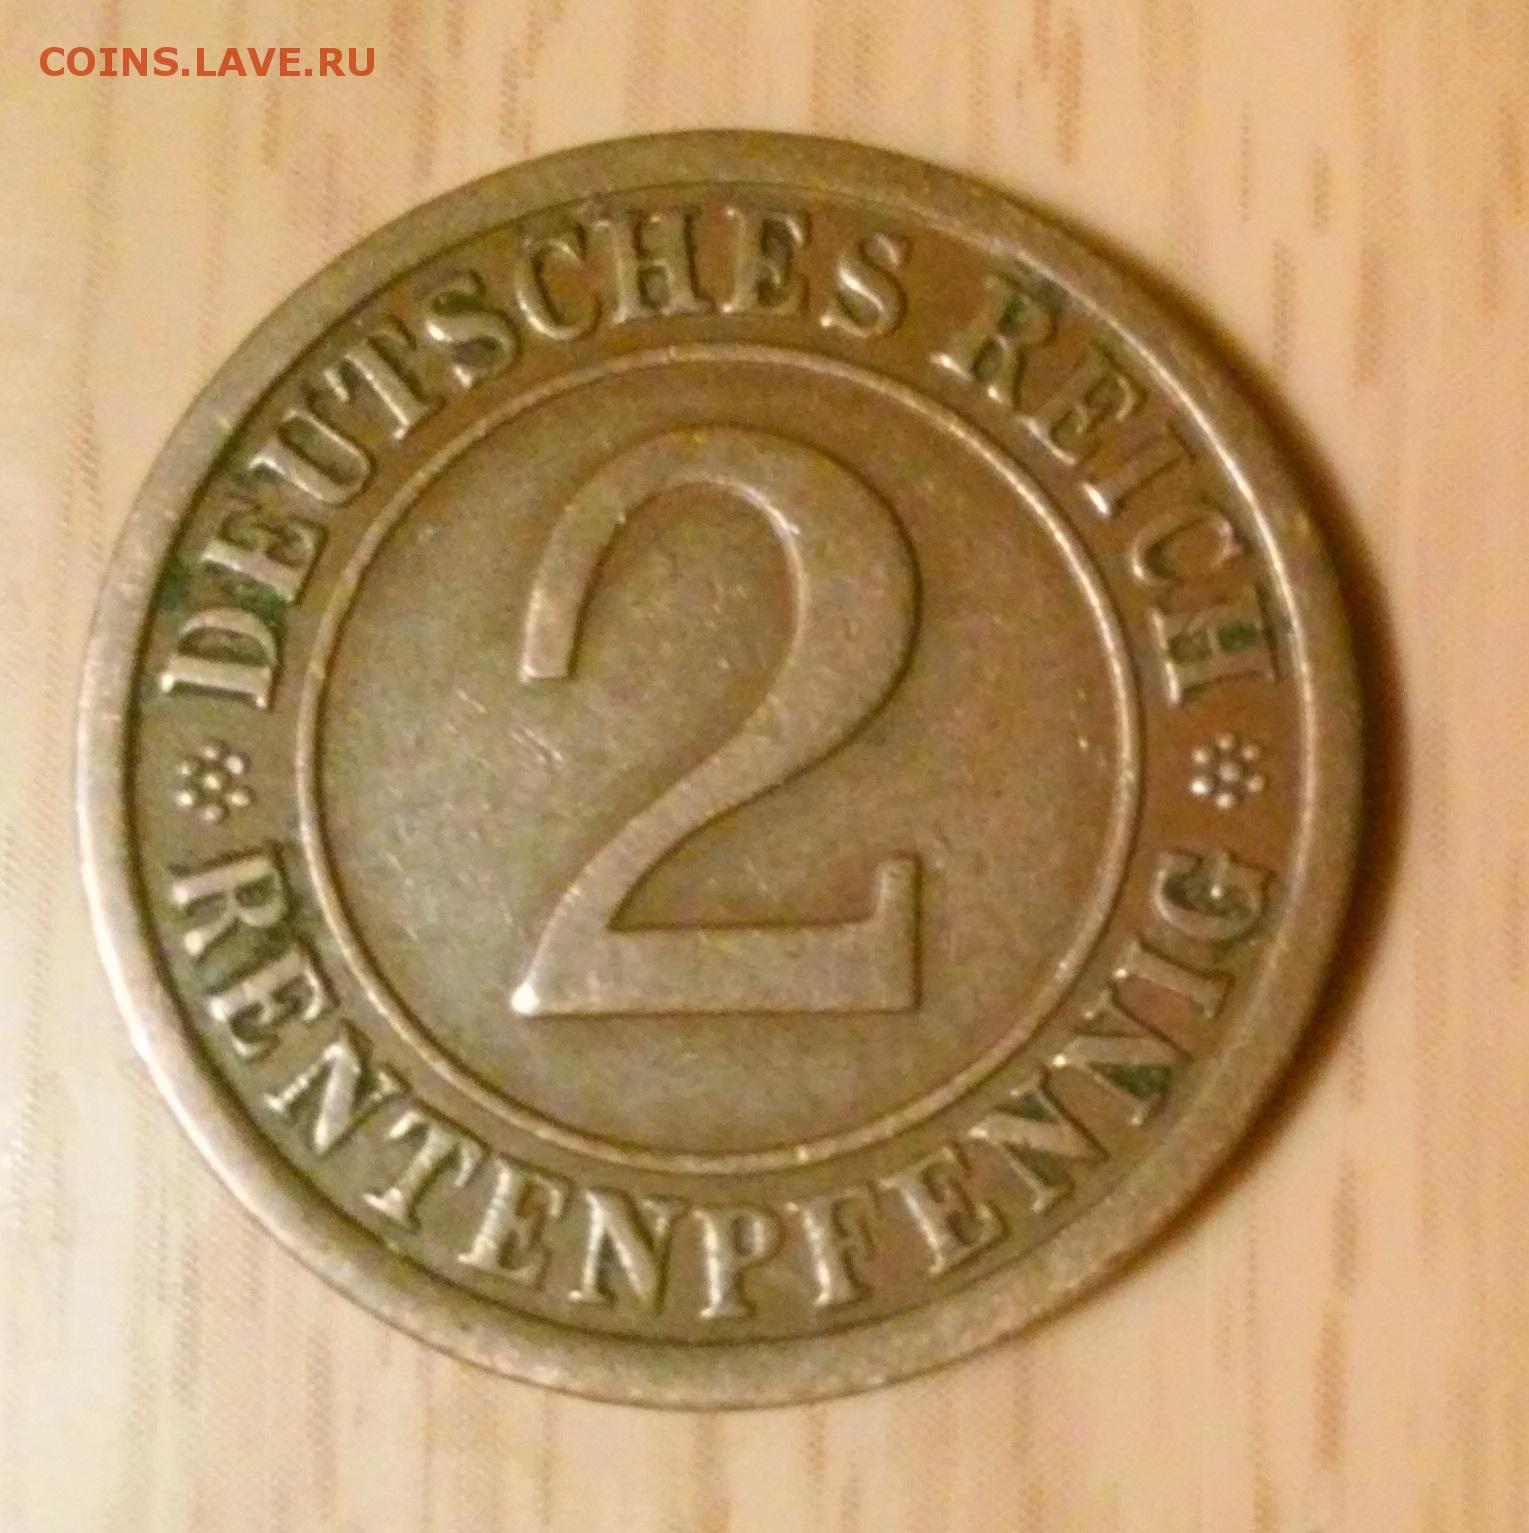 COINS.LAVE.RU
DEUTSCHES REICH
2
RENTENPFENNIG